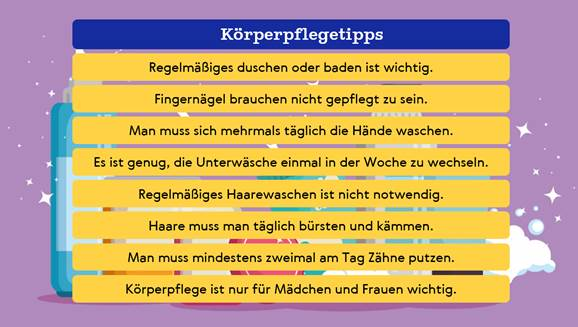 Körperpflegetipps
Regelmäßiges duschen oder baden ist wichtig.
Fingernägel brauchen nicht gepflegt zu sein.
Man muss sich mehrmals täglich die Hände waschen.
Es ist genug, die Unterwäsche einmal in der Woche zu wechseln.
Regelmäßiges Haarewaschen ist nicht notwendig.
Haare muss man täglich bürsten und kämmen.
Man muss mindestens zweimal am Tag Zähne putzen.
Körperpflege ist nur für Mädchen und Frauen wichtig.